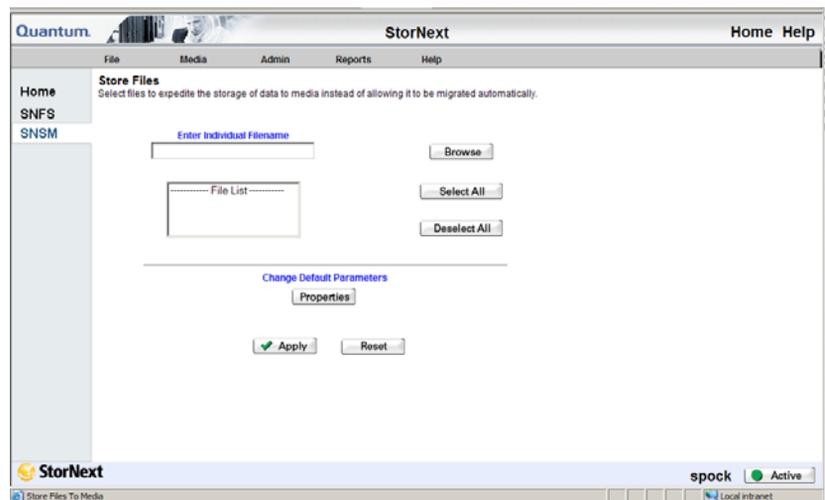 Quantum. StorNext Home Help
File Media Admin Reports Help
Home
SNFS
SNSM
Store Files
Select files to expedite the storage of data to media instead of allowing it to be migrated automatically.
Enter Individual Filename
Browse
----------- File List -----------
Select All
Deselect All
Change Default Parameters
Properties
Apply Reset
StorNext spock Active
Store Files To Media Local intranet